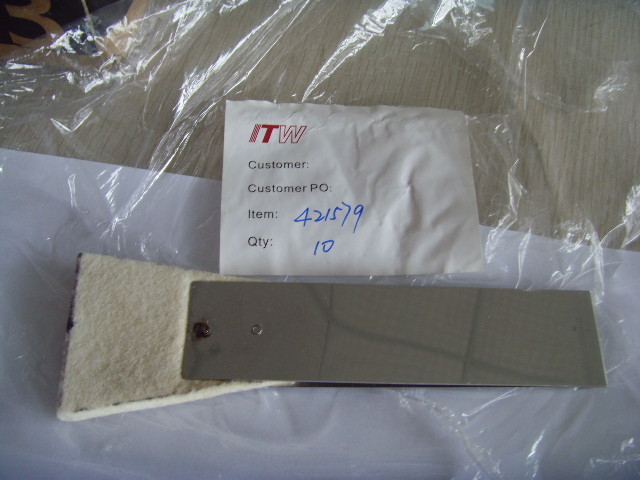 ITW
Customer:
Customer PO:
Item: 421579
Qty: 10